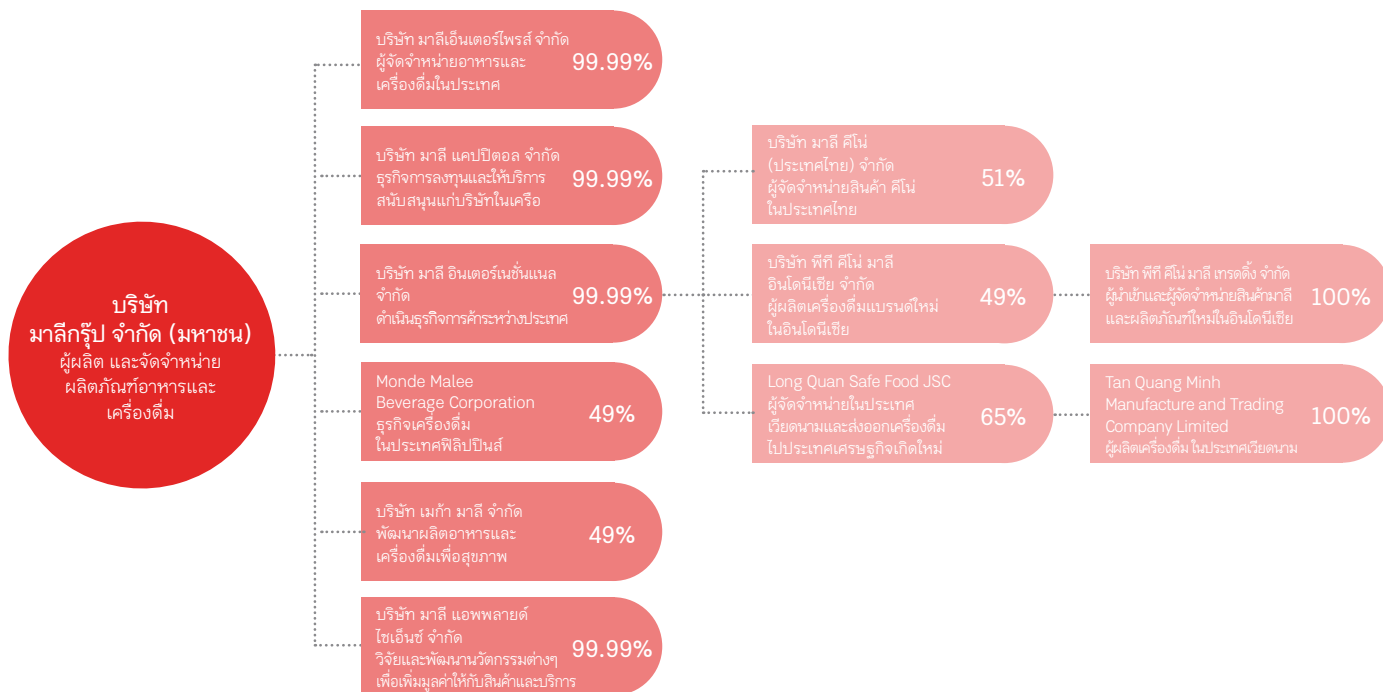 บริษัท
มาลีกรุ๊ป จำกัด (มหาชน)
ผู้ผลิต และจัดจำหน่าย
ผลิตภัณฑ์อาหารและ
เครื่องดื่ม
บริษัท มาลีเอ็นเตอร์ไพรส์ จำกัด
ผู้จัดจำหน่ายอาหารและ
เครื่องดื่มในประเทศ
99.99%
บริษัท มาลี แคปปิตอล จำกัด
ธุรกิจการลงทุนและให้บริการ
สนับสนุนแก่บริษัทในเครือ
99.99%
บริษัท มาลี อินเตอร์เนชั่นแนล
จำกัด
ดำเนินธุรกิจการค้าระหว่างประเทศ
99.99%
Monde Malee
Beverage Corporation
ธุรกิจเครื่องดื่ม
ในประเทศฟิลิปปินส์
49%
บริษัท เมก้า มาลี จำกัด
พัฒนาผลิตอาหารและ
เครื่องดื่มเพื่อสุขภาพ
49%
บริษัท มาลี แอพพลายด์
ไซเอ็นซ์ จำกัด
วิจัยและพัฒนานวัตกรรมต่างๆ
เพื่อเพิ่มมูลค่าให้กับสินค้าและบริการ
99.99%
บริษัท มาลี คีโน่
(ประเทศไทย) จำกัด
ผู้จัดจำหน่ายสินค้า คีโน่
ในประเทศไทย
51%
บริษัท พีที คีโน่ มาลี
อินโดนีเซีย จำกัด
ผู้ผลิตเครื่องดื่มแบรนด์ใหม่
ในอินโดนีเซีย
49%
Long Quan Safe Food JSC
ผู้จัดจำหน่ายในประเทศ
เวียดนามและส่งออกเครื่องดื่ม
ไปประเทศเศรษฐกิจเกิดใหม่
65%
บริษัท พีที คีโน่ มาลี เทรดดิ้ง จำกัด
ผู้นำเข้าและผู้จัดจำหน่ายสินค้ามาลี
และผลิตภัณฑ์ใหม่ในอินโดนีเซีย
100%
Tan Quang Minh
Manufacture and Trading
Company Limited
ผู้ผลิตเครื่องดื่ม ในประเทศเวียดนาม
100%